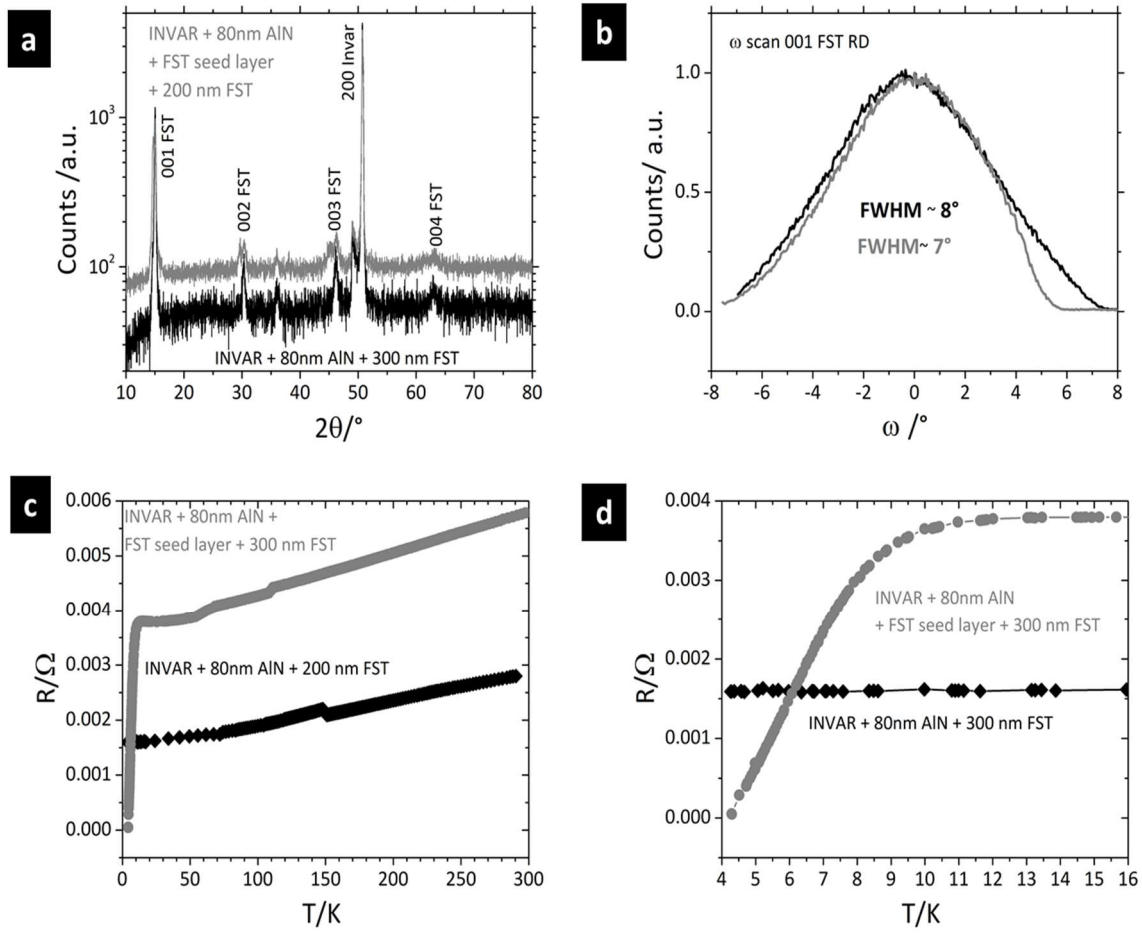 a
INVAR + 80nm AlN
+ FST seed layer
+ 200 nm FST
001 FST
002 FST
003 FST
200 Invar
004 FST
INVAR + 80nm AlN + 300 nm FST
Counts /a.u.
10³
10²
10 20 30 40 50 60 70 80
2θ/°
b
ω scan 001 FST RD
FWHM ~ 8°
FWHM~ 7°
Counts/ a.u.
1.0
0.5
0.0
-8 -6 -4 -2 0 2 4 6 8
ω /°
c
INVAR + 80nm AlN +
FST seed layer + 300 nm FST
INVAR + 80nm AlN + 200 nm FST
R/Ω
0.006
0.005
0.004
0.003
0.002
0.001
0.000
0 50 100 150 200 250 300
T/K
d
INVAR + 80nm AlN
+ FST seed layer + 300 nm FST
INVAR + 80nm AlN + 300 nm FST
R/Ω
0.004
0.003
0.002
0.001
0.000
4 5 6 7 8 9 10 11 12 13 14 15 16
T/K